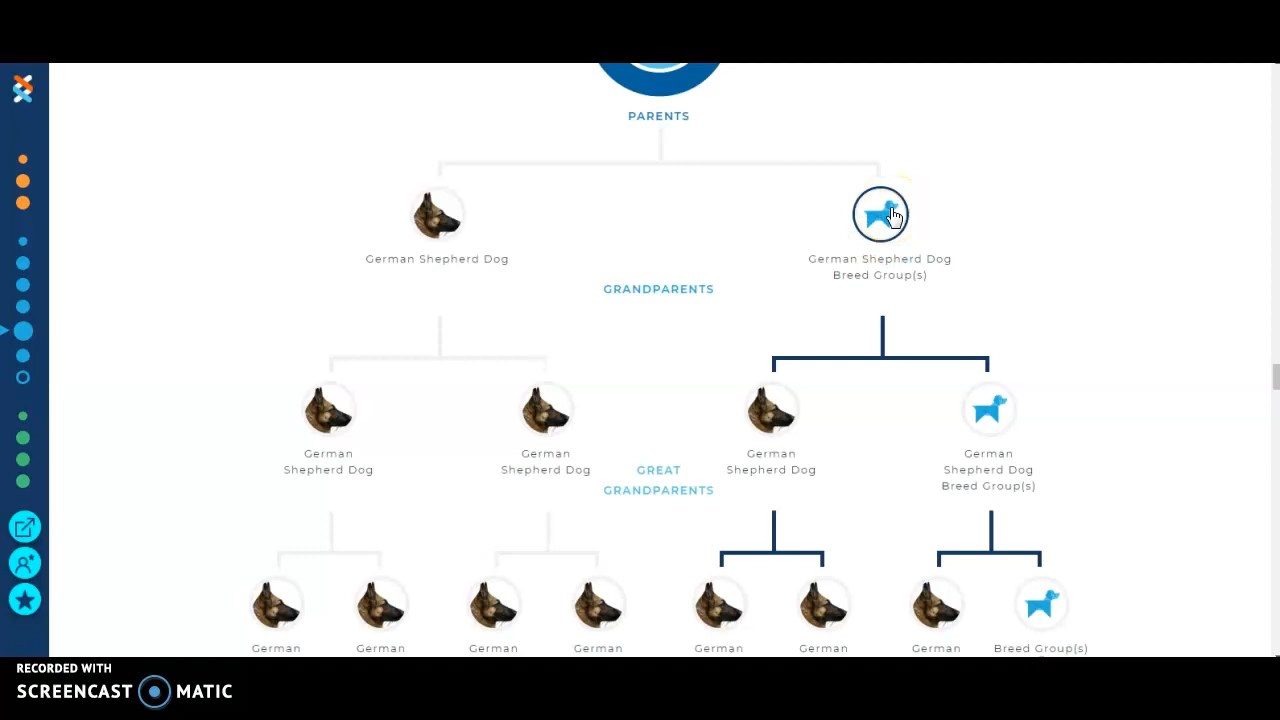 PARENTS
German Shepherd Dog
German Shepherd Dog
Breed Group(s)
GRANDPARENTS
German
Shepherd Dog
German
Shepherd Dog
German
Shepherd Dog
German
Shepherd Dog
Breed Group(s)
GREAT
GRANDPARENTS
German
German
German
German
German
German
German
Breed Group(s)
RECORDED WITH
SCREENCAST MATIC